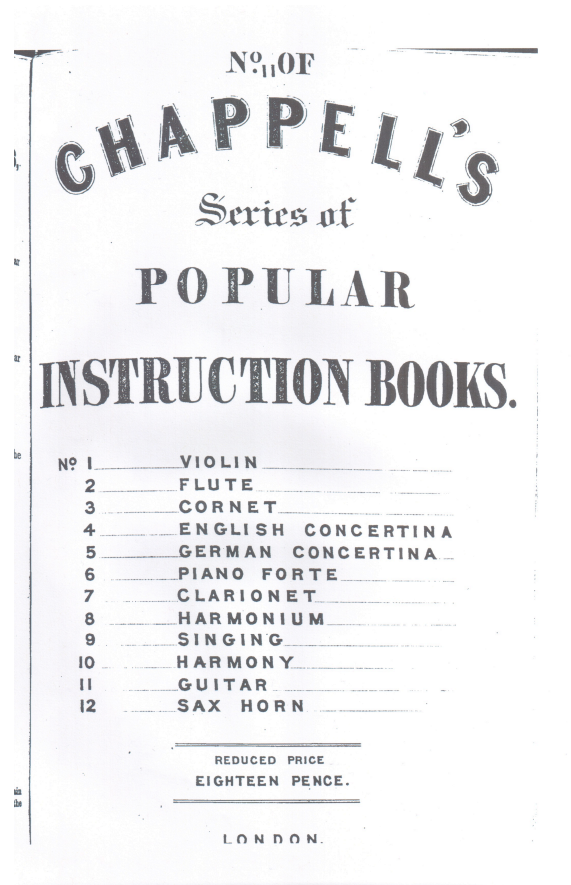 Nº. 11 OF
CHAPPELL'S
Series of
POPULAR
INSTRUCTION BOOKS.
Nº 1 VIOLIN
2 FLUTE
3 CORNET
4 ENGLISH CONCERTINA
5 GERMAN CONCERTINA
6 PIANO FORTE
7 CLARIONET
8 HARMONIUM
9 SINGING
10 HARMONY
11 GUITAR
12 SAX HORN
REDUCED PRICE
EIGHTEEN PENCE.
LONDON.